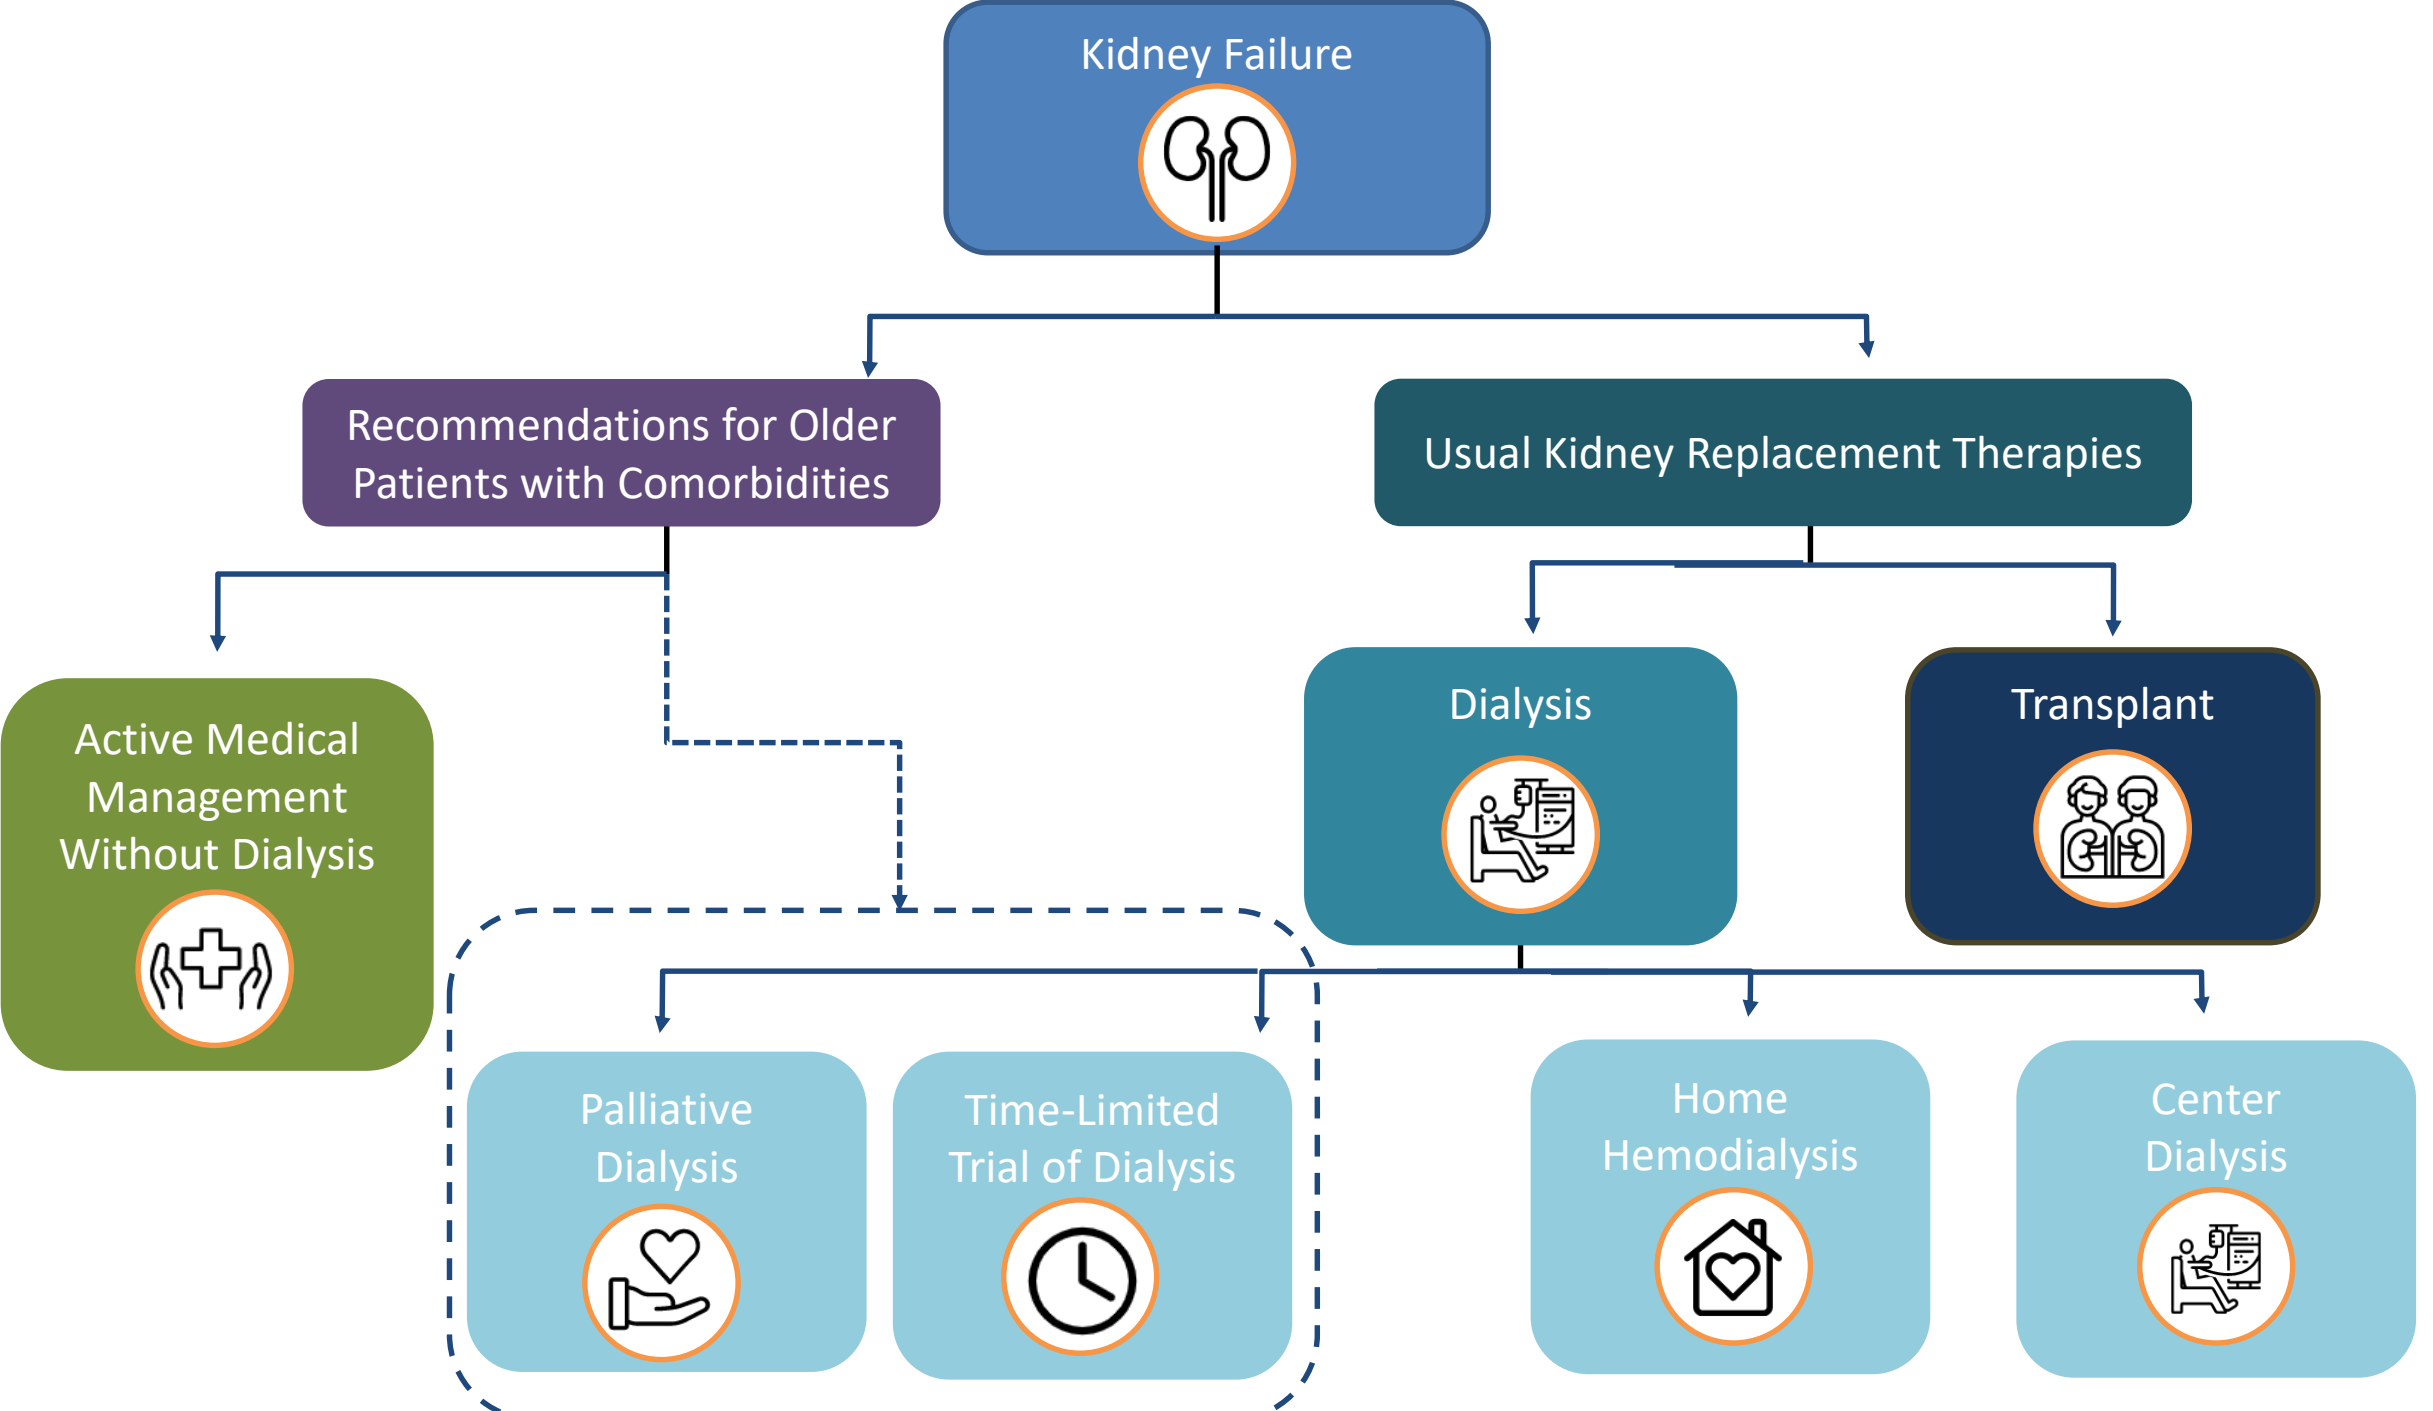 Kidney Failure
Recommendations for Older
Patients with Comorbidities
Usual Kidney Replacement Therapies
Active Medical
Management
Without Dialysis
Dialysis
Transplant
Palliative
Dialysis
Time-Limited
Trial of Dialysis
Home
Hemodialysis
Center
Dialysis